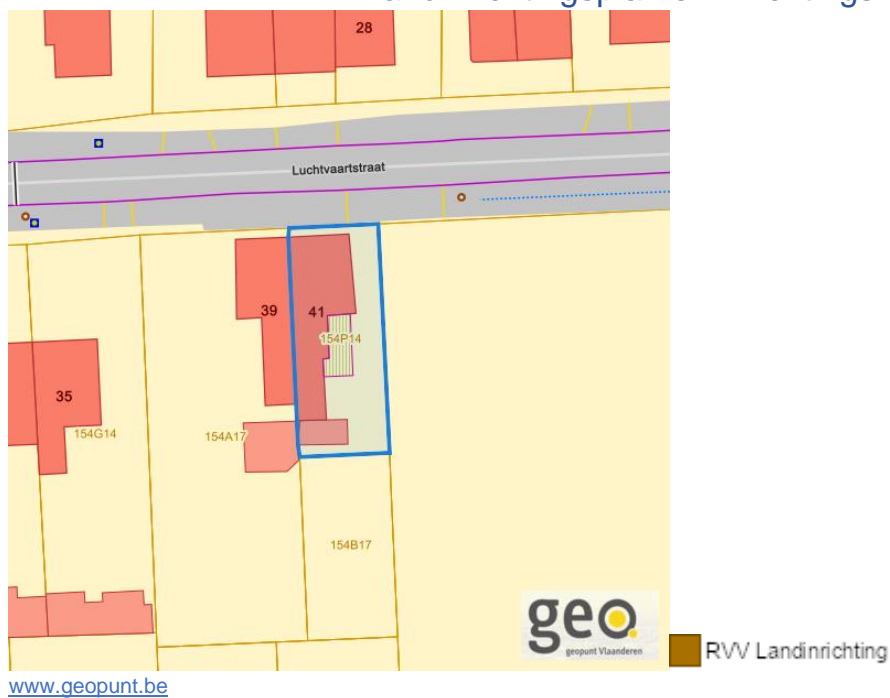 28
Luchtvaartstraat
39
41
154P14
35
154G14
154A17
154B17
geo
geopunt Vlaanderen
RVV Landinrichting
www.geopunt.be